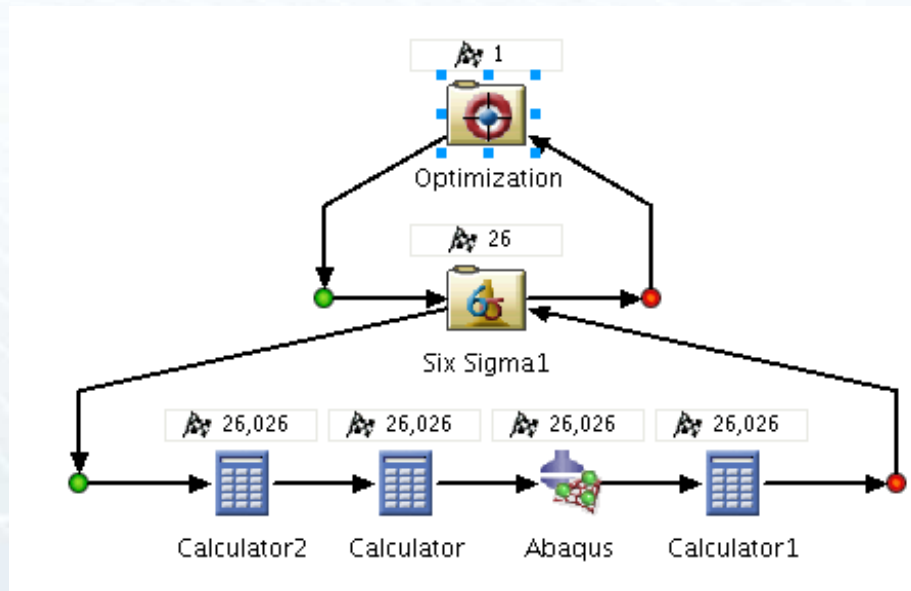 1
Optimization
26
Six Sigma1
26,026 26,026 26,026 26,026
Calculator2 Calculator Abaqus Calculator1